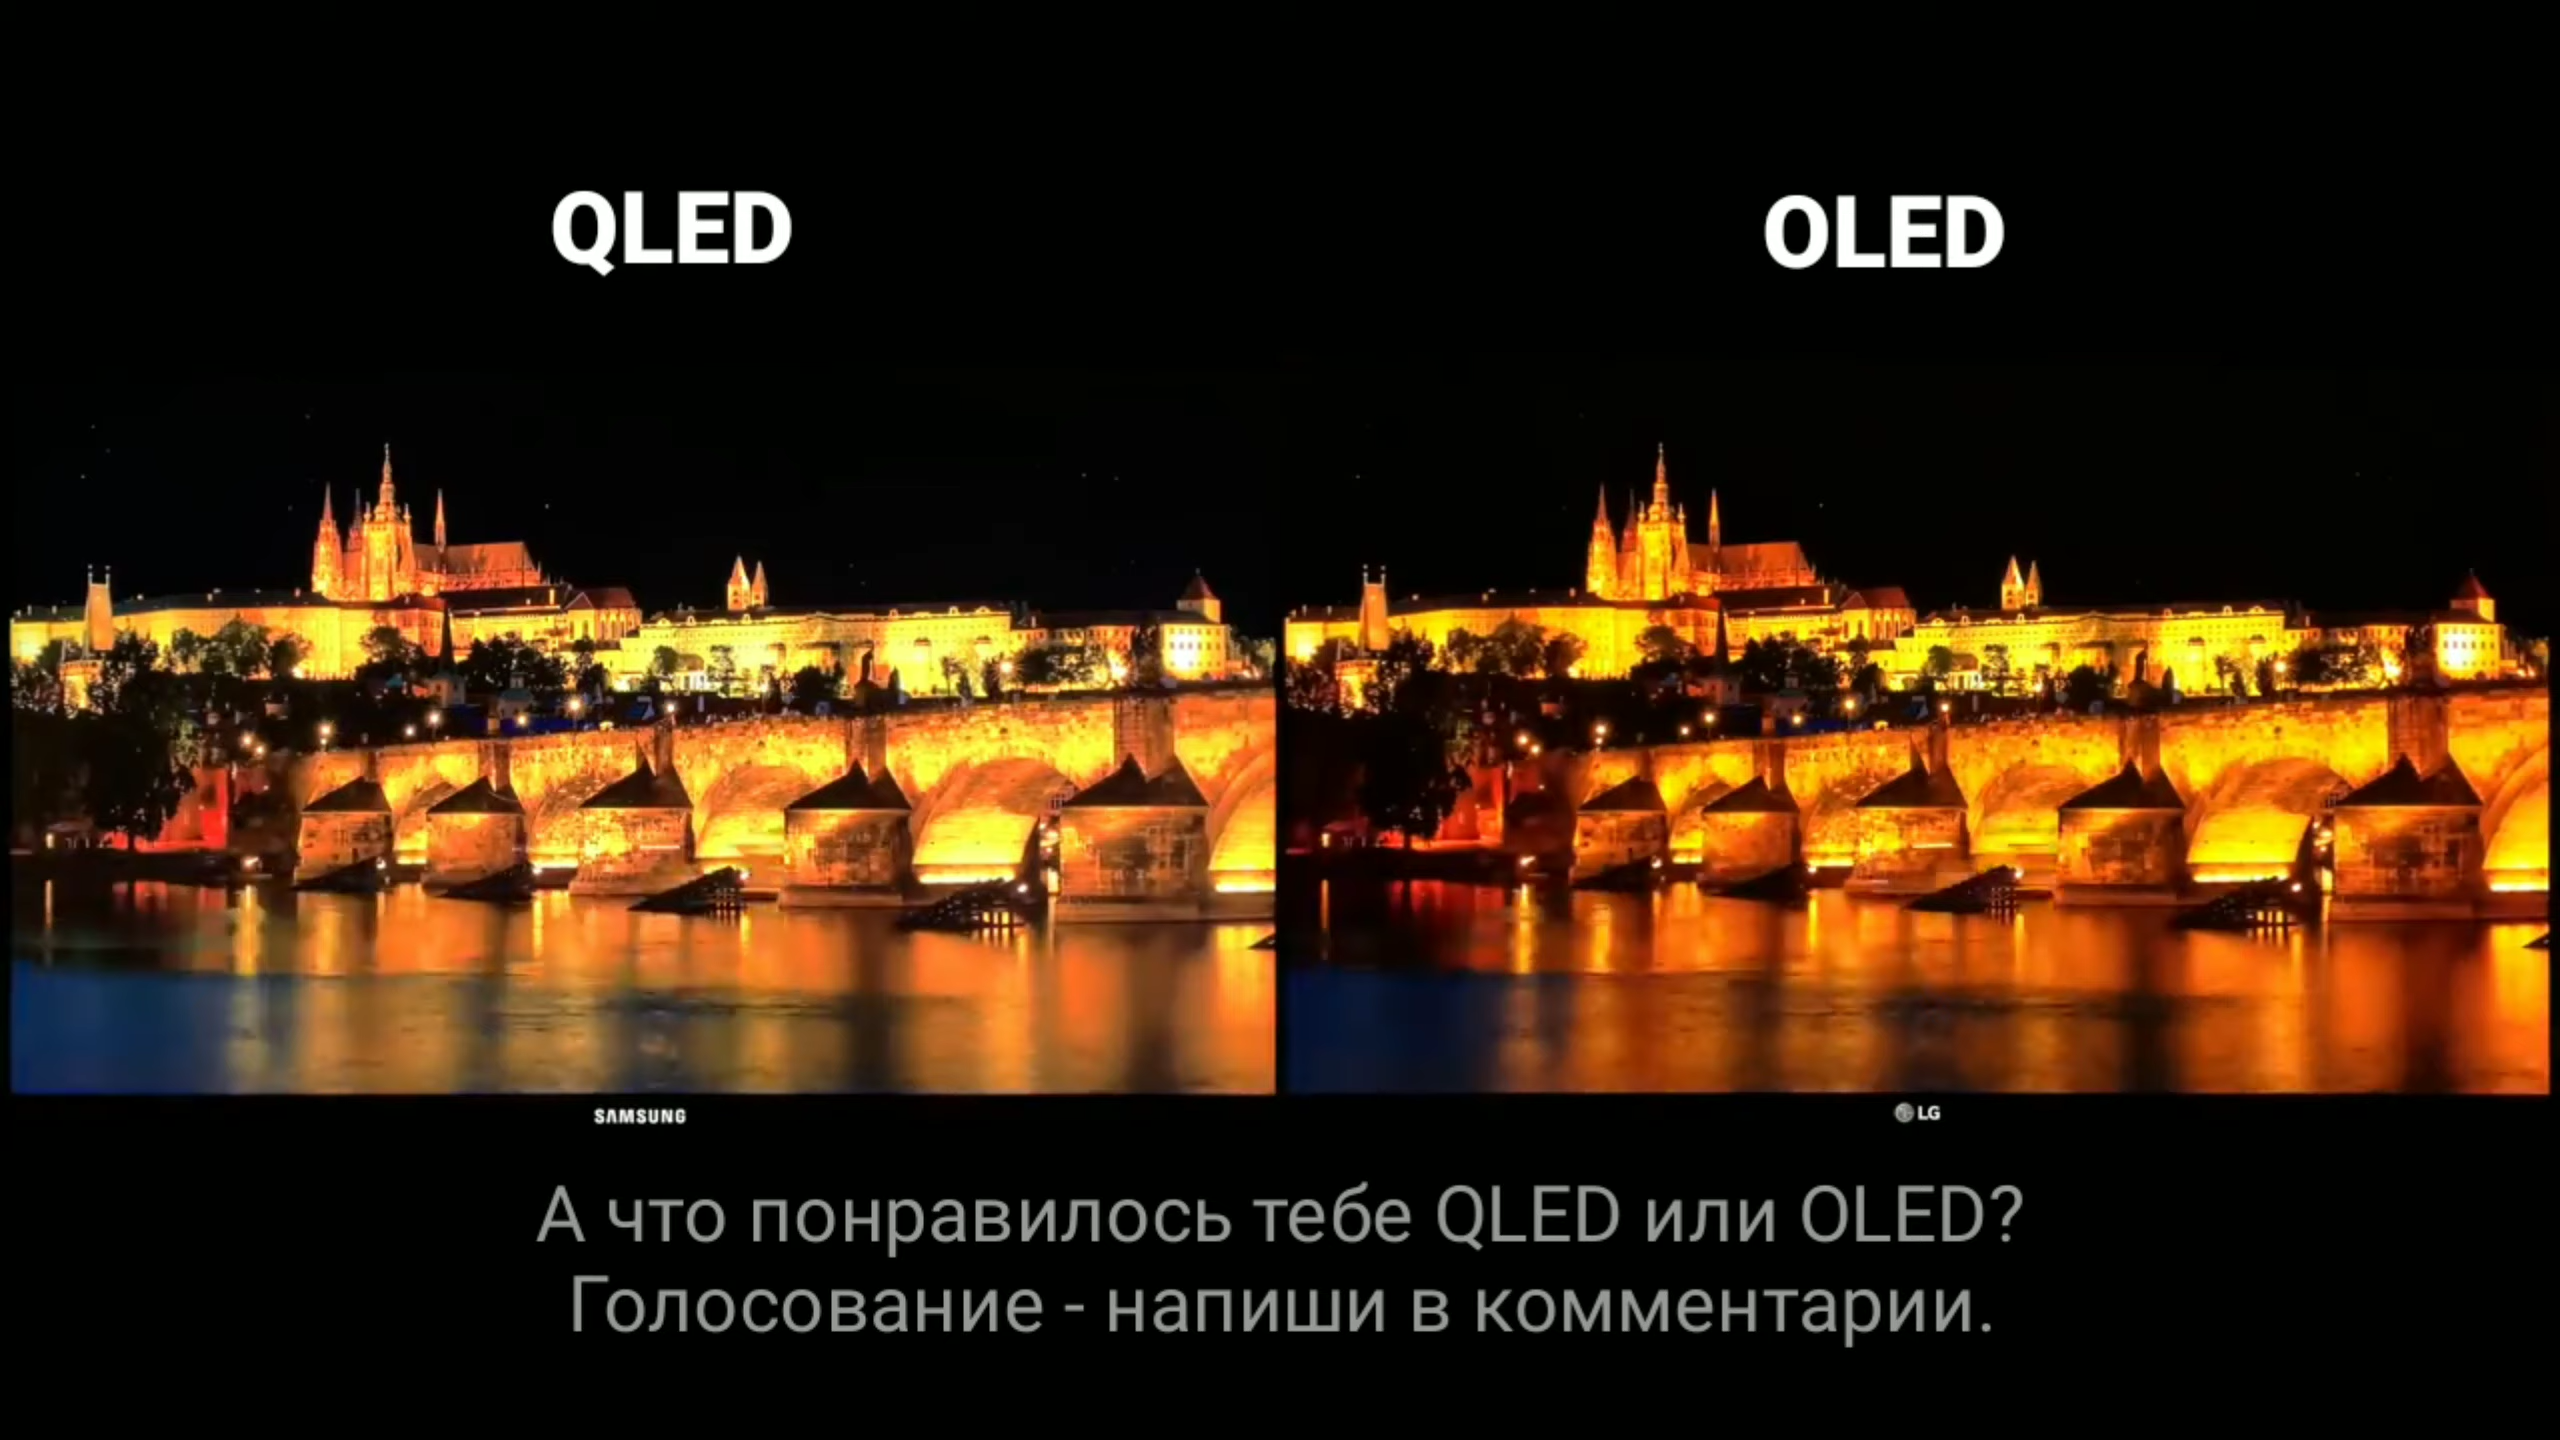 QLED
OLED
SAMSUNG
LG
А что понравилось тебе QLED или OLED?
Голосование - напиши в комментарии.